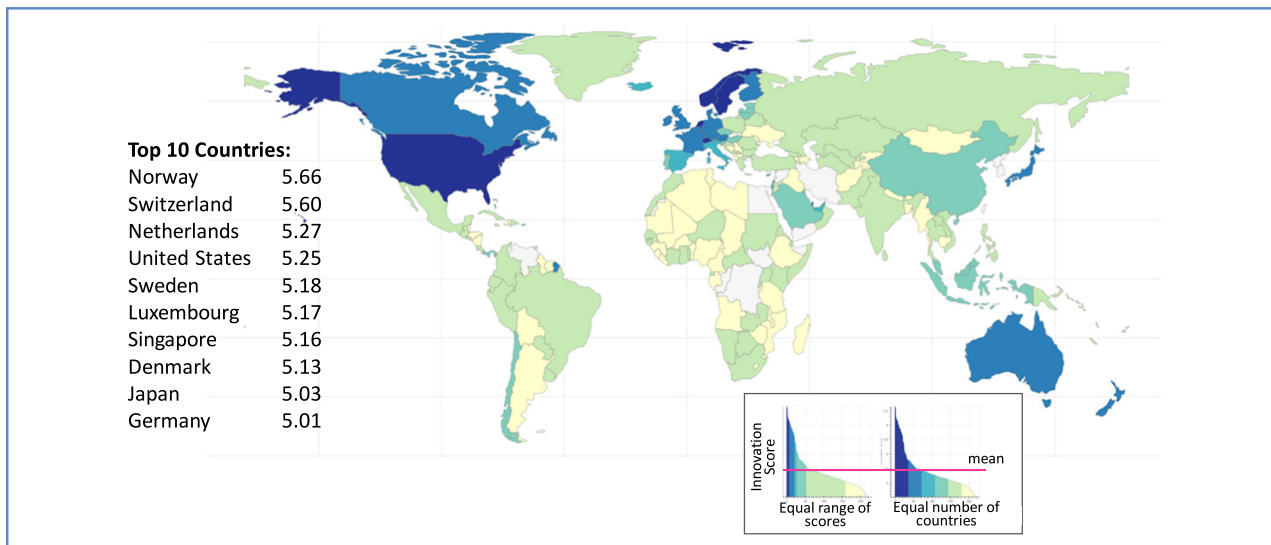 Top 10 Countries:
Norway 5.66
Switzerland 5.60
Netherlands 5.27
United States 5.25
Sweden 5.18
Luxembourg 5.17
Singapore 5.16
Denmark 5.13
Japan 5.03
Germany 5.01
Innovation
Score
mean
Equal range of
scores
Equal number of
countries